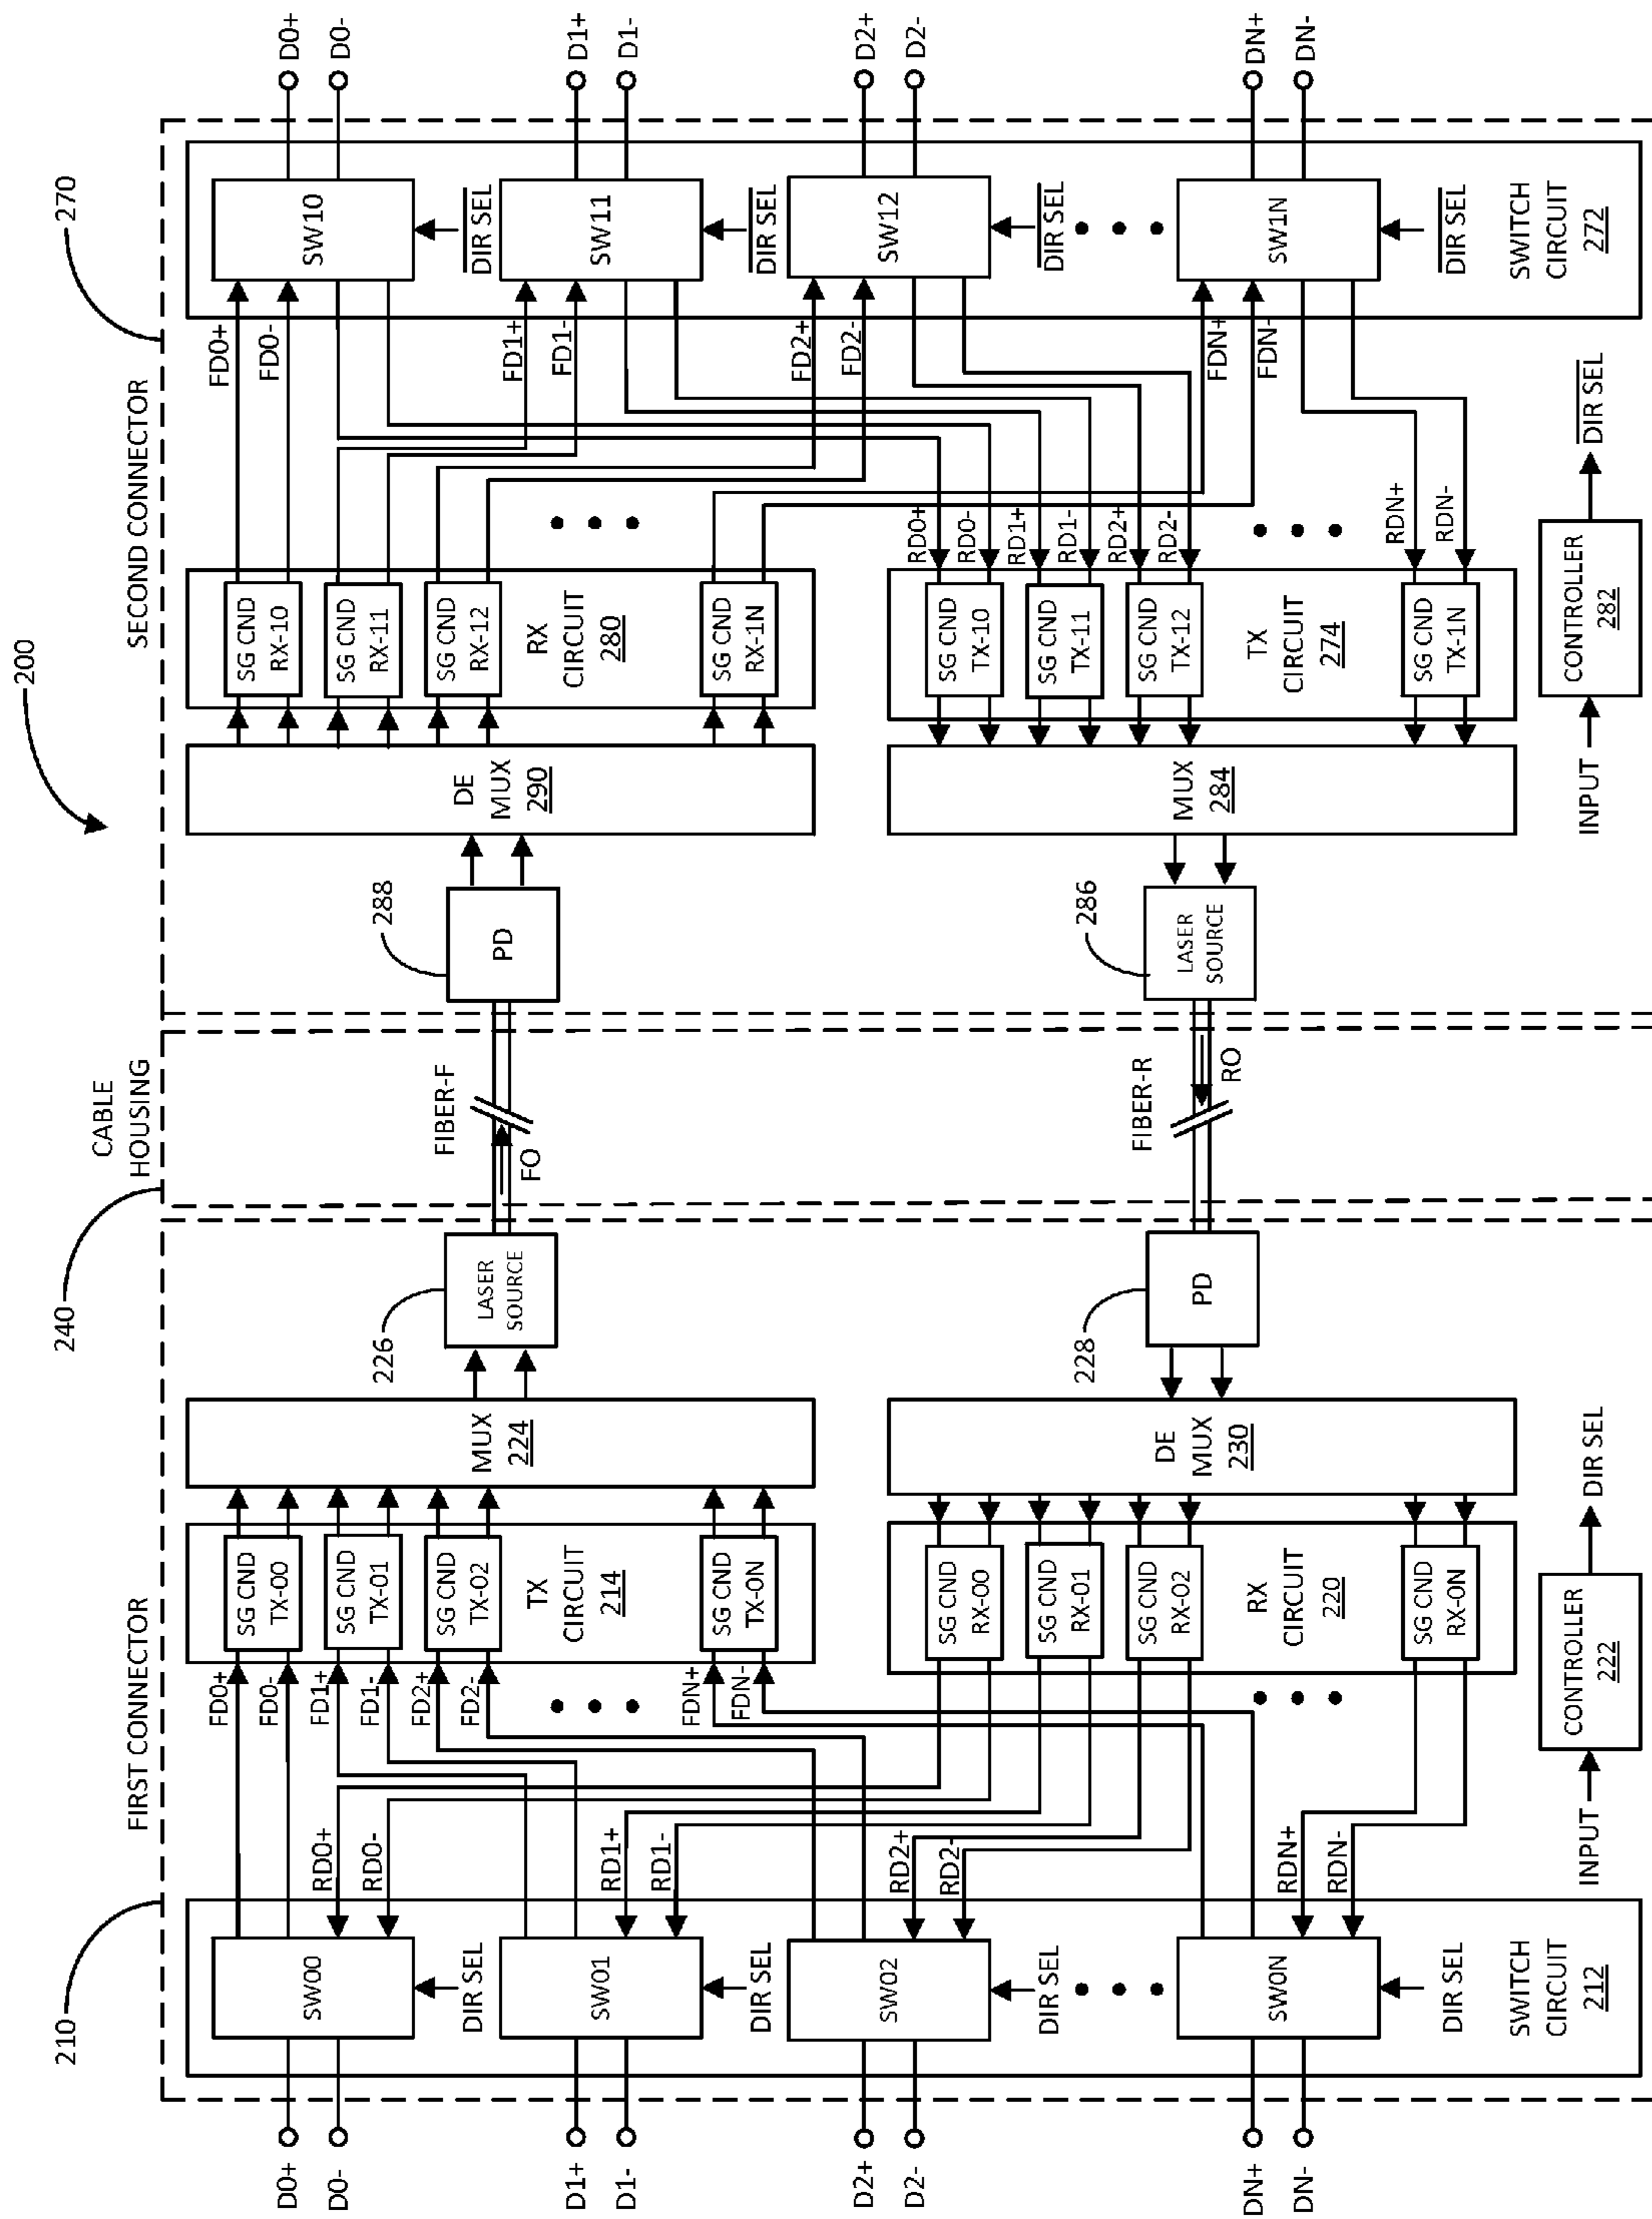 200
FIRST CONNECTOR
CABLE
HOUSING
SECOND CONNECTOR
210
240
270
D0+
D0-
D1+
D1-
D2+
D2-
DN+
DN-
SW00
DIR SEL
SW01
DIR SEL
SW02
DIR SEL
SW0N
DIR SEL
SWITCH
CIRCUIT
212
FD0+
FD0-
FD1+
FD1-
FD2+
FD2-
FDN+
FDN-
RD0+
RD0-
RD1+
RD1-
RD2+
RD2-
RDN+
RDN-
SG CND
TX-00
SG CND
TX-01
SG CND
TX-02
TX
CIRCUIT
214
SG CND
TX-0N
SG CND
RX-00
SG CND
RX-01
SG CND
RX-02
RX
CIRCUIT
220
SG CND
RX-0N
INPUT
CONTROLLER
222
DIR SEL
MUX
224
DE
MUX
230
226
LASER
SOURCE
228
PD
FIBER-F
FO
FIBER-R
RO
288
PD
286
LASER
SOURCE
DE
MUX
290
MUX
284
SG CND
RX-10
SG CND
RX-11
SG CND
RX-12
RX
CIRCUIT
280
SG CND
RX-1N
SG CND
TX-10
SG CND
TX-11
SG CND
TX-12
TX
CIRCUIT
274
SG CND
TX-1N
INPUT
CONTROLLER
282
DIR SEL
RD0+
RD0-
RD1+
RD1-
RD2+
RD2-
RDN+
RDN-
FD0+
FD0-
FD1+
FD1-
FD2+
FD2-
FDN+
FDN-
SW10
DIR SEL
SW11
DIR SEL
SW12
DIR SEL
SW1N
DIR SEL
SWITCH
CIRCUIT
272
D0+
D0-
D1+
D1-
D2+
D2-
DN+
DN-